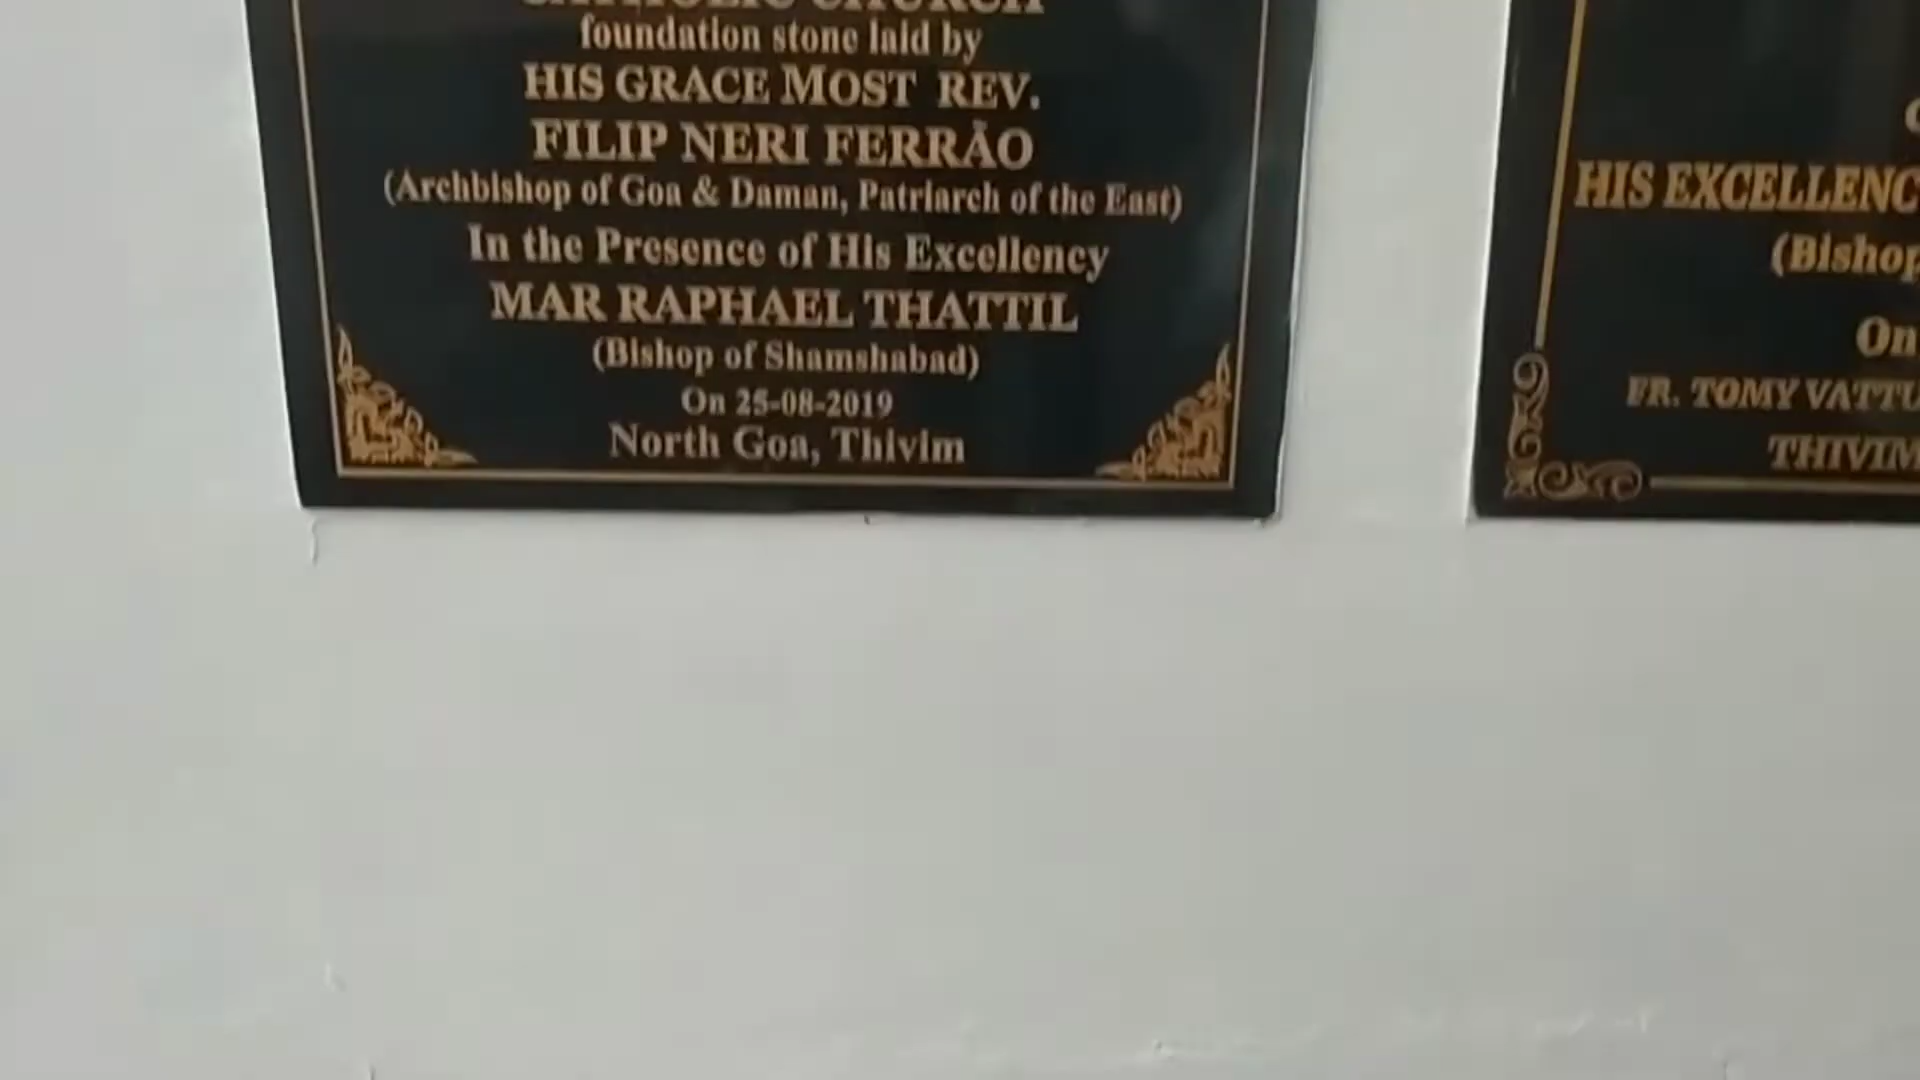 CATHOLIC CHURCH
foundation stone laid by
HIS GRACE MOST REV.
FILIP NERI FERRÃO
(Archbishop of Goa & Daman, Patriarch of the East)
In the Presence of His Excellency
MAR RAPHAEL THATTIL
(Bishop of Shamshabad)
On 25-08-2019
North Goa, Thivim
HIS EXCELLENC
(Bishop
On
FR. TOMY VATTU
THIVIM